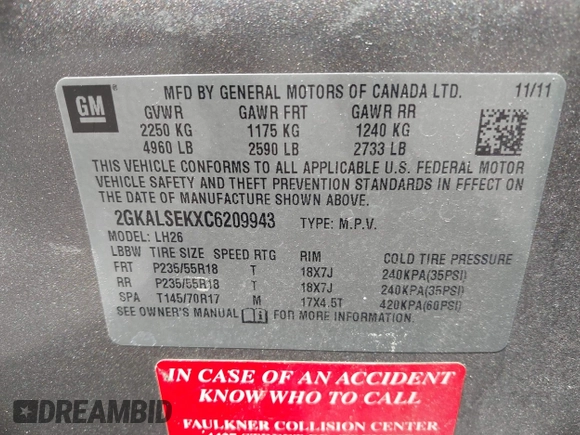 GM
MFD BY GENERAL MOTORS OF CANADA LTD. 11/11
GVWR GAWR FRT GAWR RR
2250 KG 1175 KG 1240 KG
4960 LB 2590 LB 2733 LB
THIS VEHICLE CONFORMS TO ALL APPLICABLE U.S. FEDERAL MOTOR
VEHICLE SAFETY AND THEFT PREVENTION STANDARDS IN EFFECT ON
THE DATE OF MANUFACTURE SHOWN ABOVE.
2GKALSEKXC6209943 TYPE: M.P.V.
MODEL: LH26
LBBW TIRE SIZE SPEED RTG RIM COLD TIRE PRESSURE
FRT P235/55R18 T 18X7J 240KPA(35PSI)
RR P235/55R18 T 18X7J 240KPA(35PSI)
SPA T145/70R17 M 17X4.5T 420KPA(60PSI)
SEE OWNER'S MANUAL FOR MORE INFORMATION
IN CASE OF AN ACCIDENT
KNOW WHO TO CALL
FAULKNER COLLISION CENTER
DREAMBID